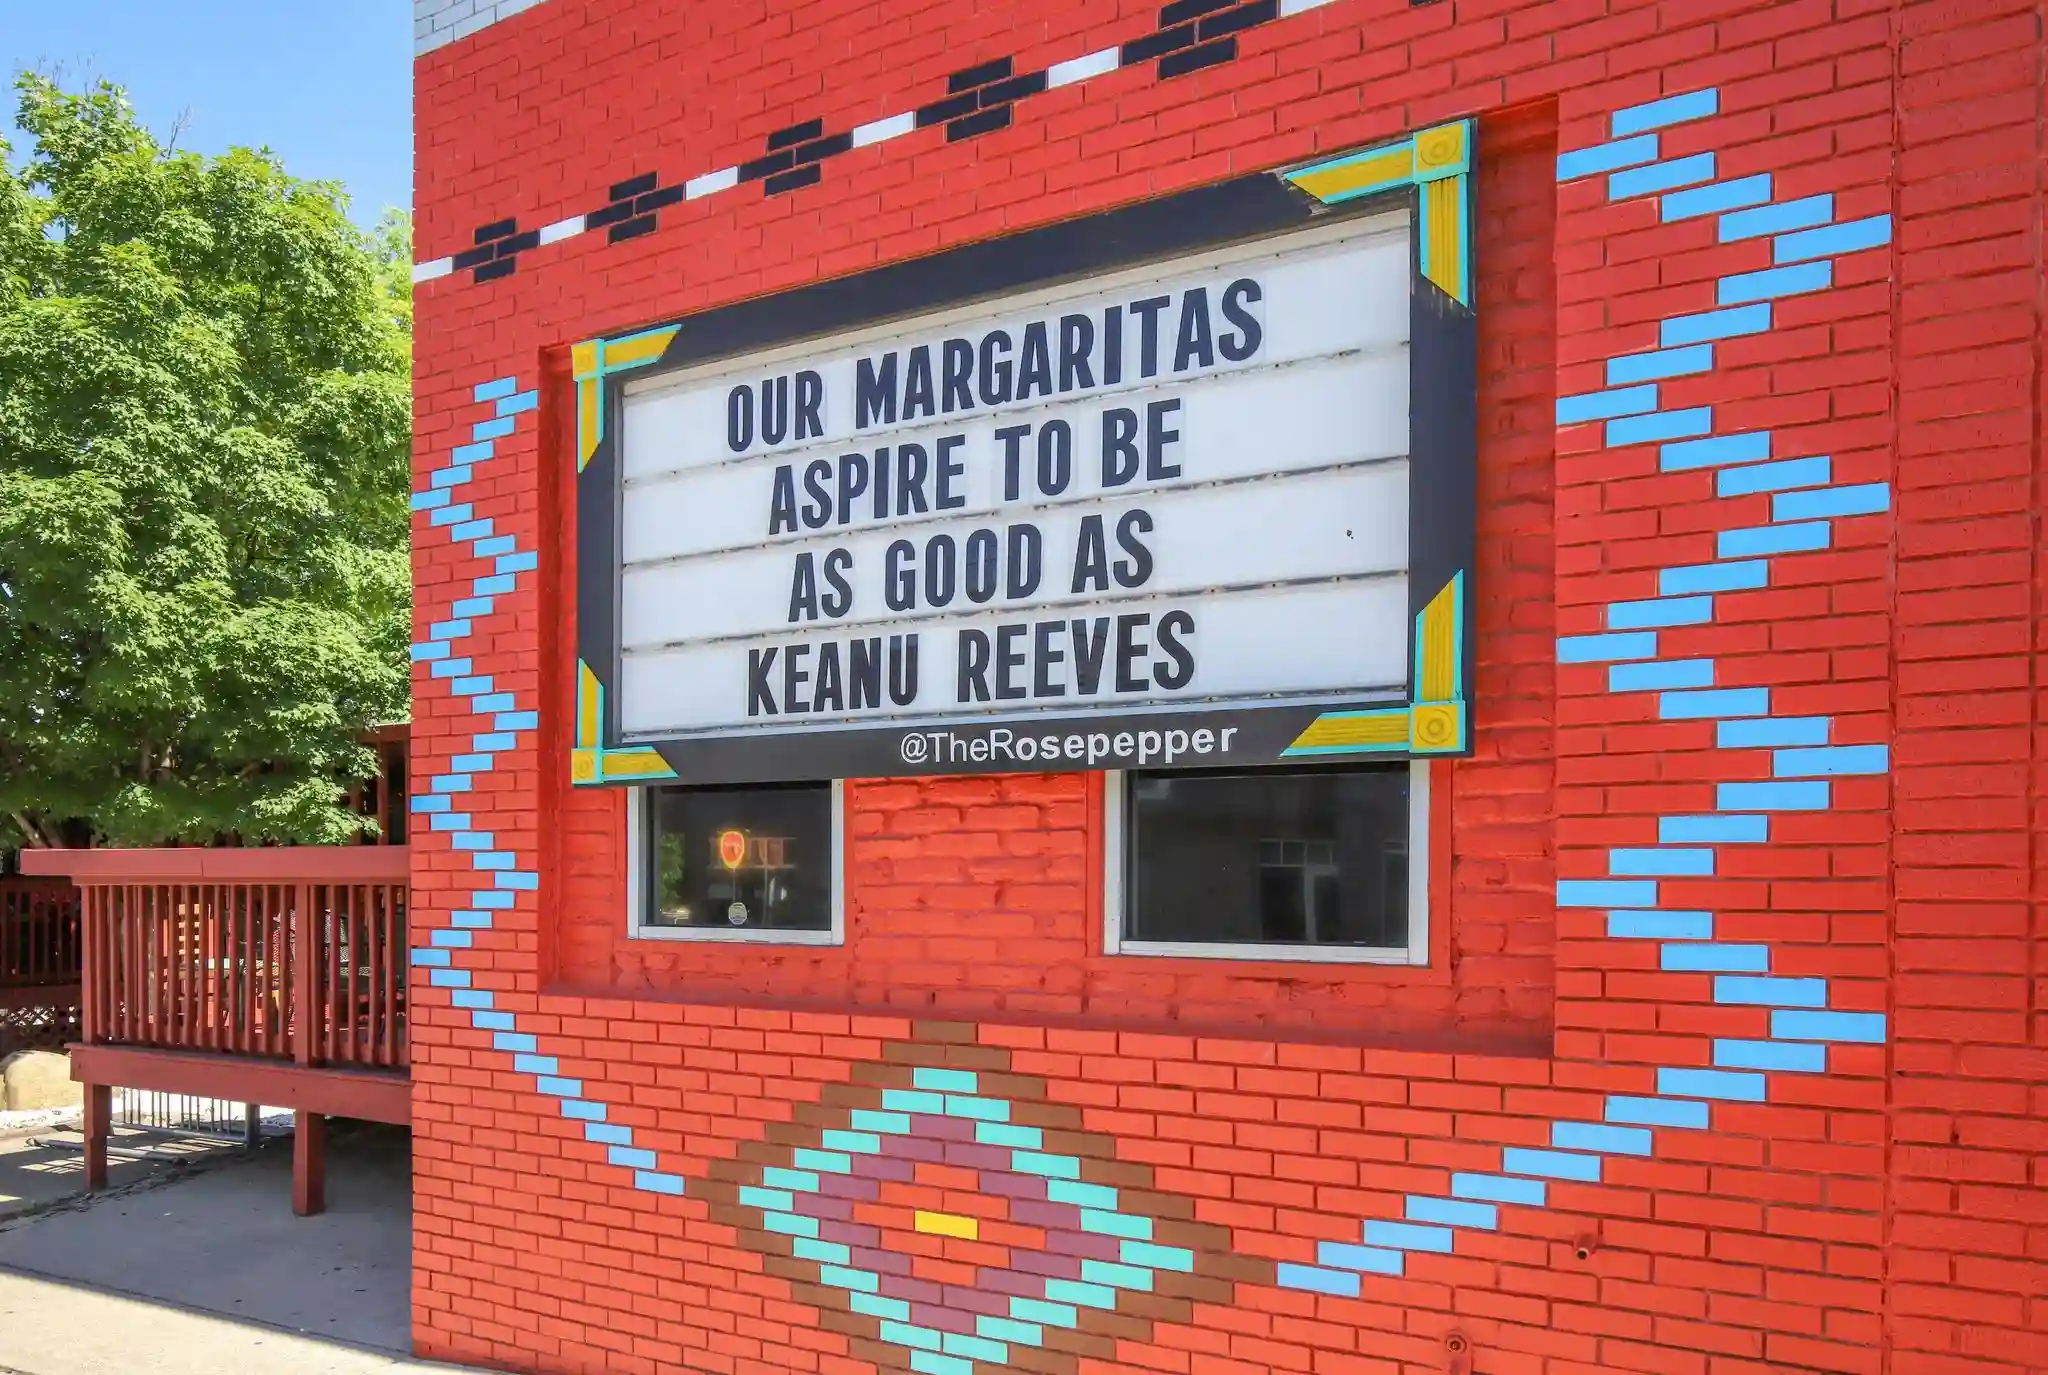 OUR MARGARITAS
ASPIRE TO BE
AS GOOD AS
KEANU REEVES
@TheRosepepper